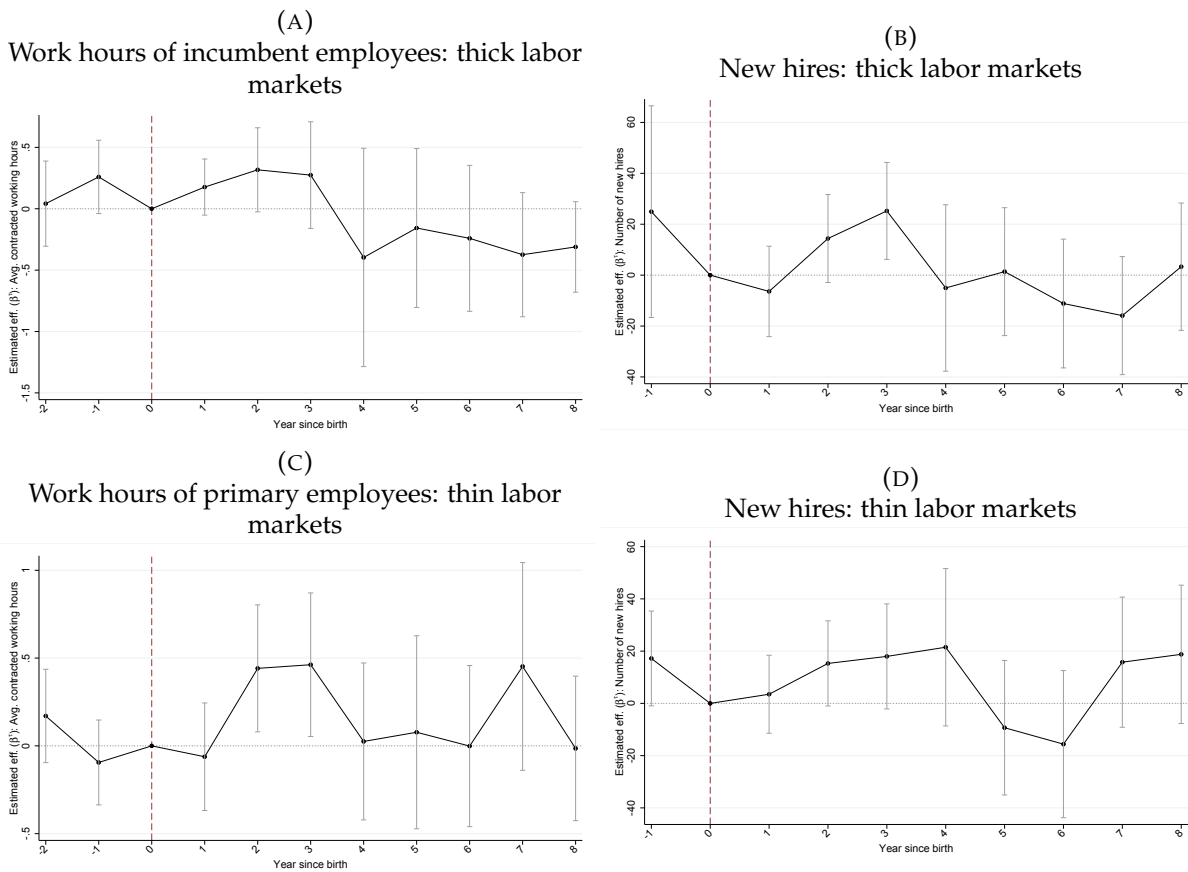 (A)
Work hours of incumbent employees: thick labor
markets
Estimated eff. (β¹): Avg. contracted working hours
.5
0
-.5
-1
-1.5
-2 -1 0 1 2 3 4 5 6 7 8
Year since birth
(B)
New hires: thick labor markets
Estimated eff. (β¹): Number of new hires
60
40
20
0
-20
-40
-1 0 1 2 3 4 5 6 7 8
Year since birth
(C)
Work hours of primary employees: thin labor
markets
Estimated eff. (β¹): Avg. contracted working hours
1
.5
0
-.5
-2 -1 0 1 2 3 4 5 6 7 8
Year since birth
(D)
New hires: thin labor markets
Estimated eff. (β¹): Number of new hires
60
40
20
0
-20
-40
-1 0 1 2 3 4 5 6 7 8
Year since birth